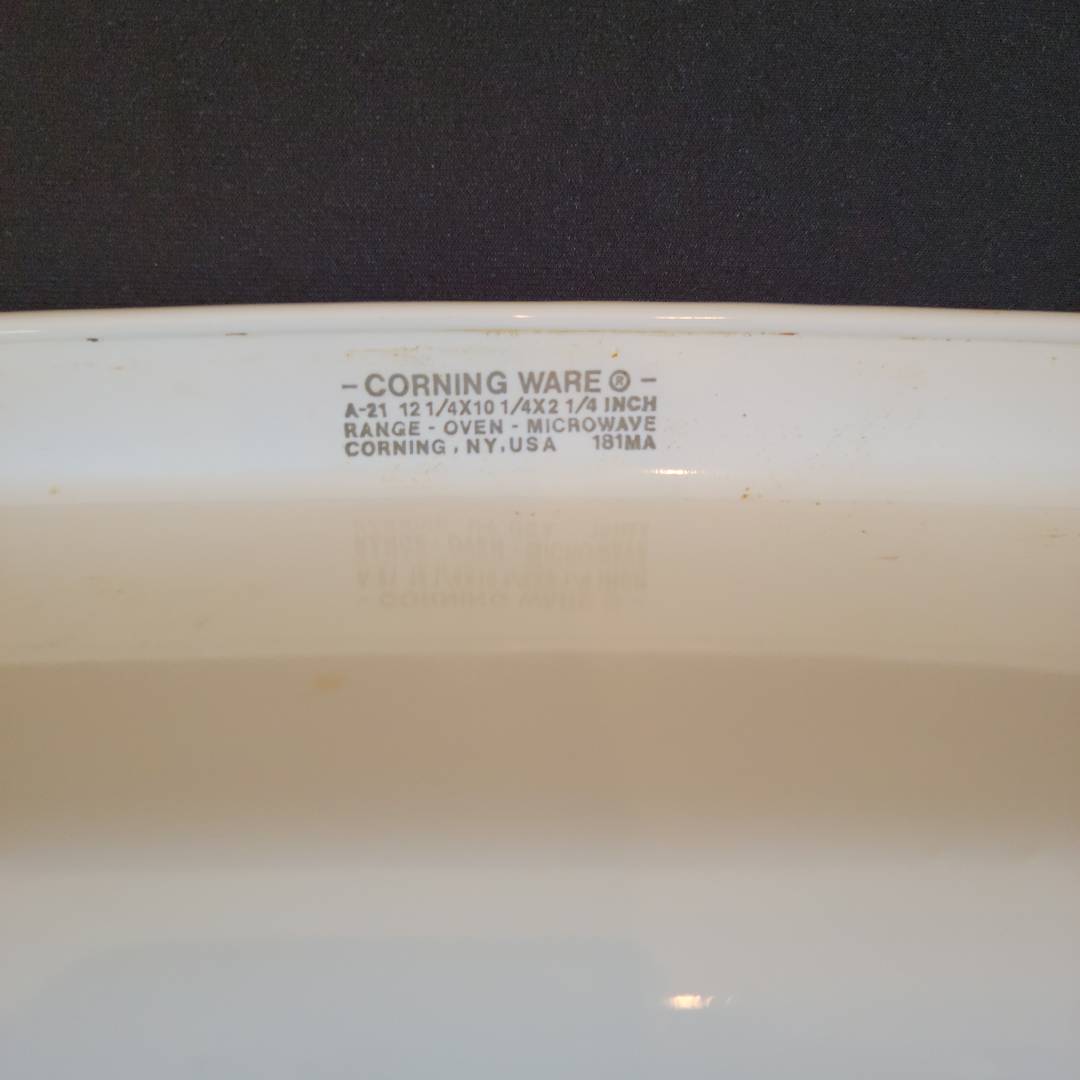 - CORNING WARE ® -
A-21 12 1/4X10 1/4X2 1/4 INCH
RANGE - OVEN - MICROWAVE
CORNING, NY, USA 181MA